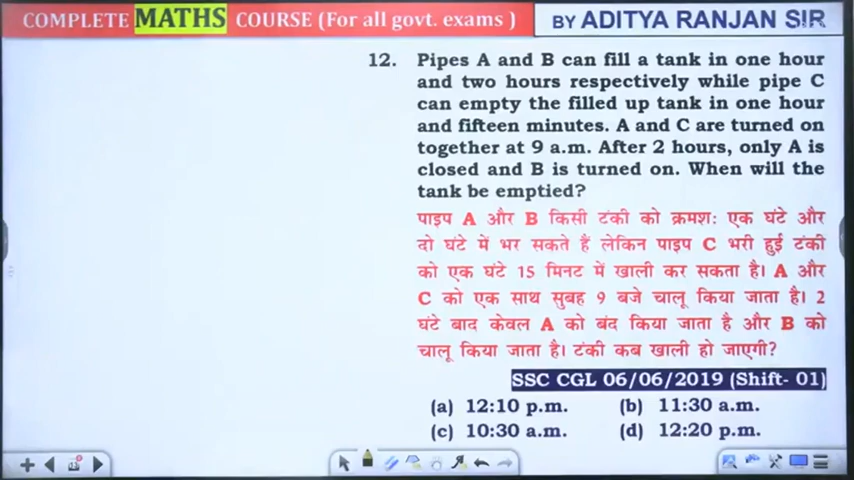 COMPLETE MATHS COURSE (For all govt. exams )
BY ADITYA RANJAN SIR
12. Pipes A and B can fill a tank in one hour
and two hours respectively while pipe C
can empty the filled up tank in one hour
and fifteen minutes. A and C are turned on
together at 9 a.m. After 2 hours, only A is
closed and B is turned on. When will the
tank be emptied?
पाइप A और B किसी टंकी को क्रमश: एक घंटे और
दो घंटे में भर सकते हैं लेकिन पाइप C भरी हुई टंकी
को एक घंटे 15 मिनट में खाली कर सकता है। A और
C को एक साथ सुबह 9 बजे चालू किया जाता है। 2
घंटे बाद केवल A को बंद किया जाता है और B को
चालू किया जाता है। टंकी कब खाली हो जाएगी?
SSC CGL 06/06/2019 (Shift- 01)
(a) 12:10 p.m. (b) 11:30 a.m.
(c) 10:30 a.m. (d) 12:20 p.m.